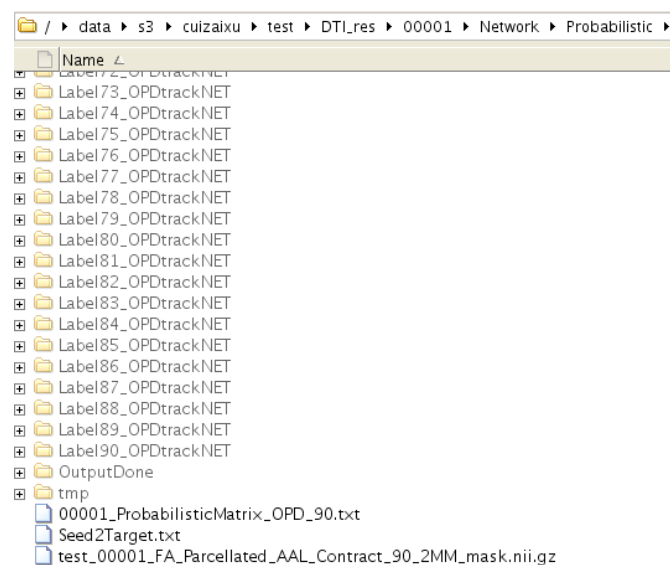 / data s3 cuizaixu test DTI_res 00001 Network Probabilistic
Name
Label72_OPDtrackNET
Label73_OPDtrackNET
Label74_OPDtrackNET
Label75_OPDtrackNET
Label76_OPDtrackNET
Label77_OPDtrackNET
Label78_OPDtrackNET
Label79_OPDtrackNET
Label80_OPDtrackNET
Label81_OPDtrackNET
Label82_OPDtrackNET
Label83_OPDtrackNET
Label84_OPDtrackNET
Label85_OPDtrackNET
Label86_OPDtrackNET
Label87_OPDtrackNET
Label88_OPDtrackNET
Label89_OPDtrackNET
Label90_OPDtrackNET
OutputDone
tmp
00001_ProbabilisticMatrix_OPD_90.txt
Seed2Target.txt
test_00001_FA_Parcellated_AAL_Contract_90_2MM_mask.nii.gz